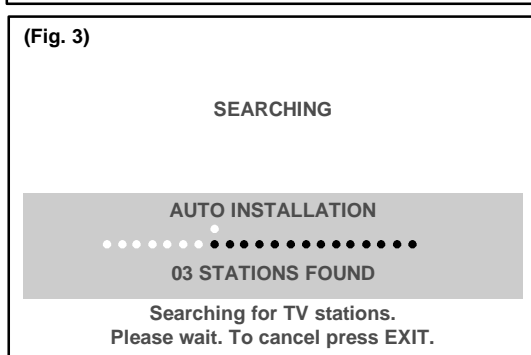 (Fig. 3)
SEARCHING
AUTO INSTALLATION
03 STATIONS FOUND
Searching for TV stations.
Please wait. To cancel press EXIT.